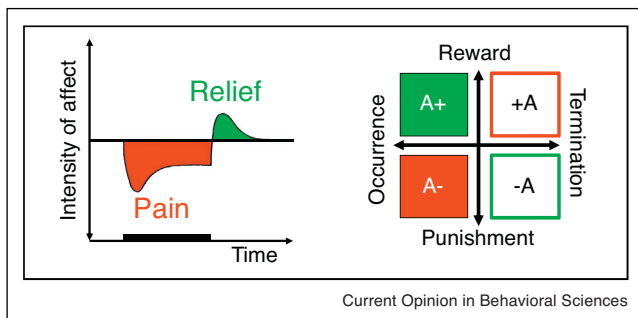 Intensity of affect
Relief
Pain
Time
Reward
Occurrence
A+
+A
Termination
A-
-A
Punishment
Current Opinion in Behavioral Sciences